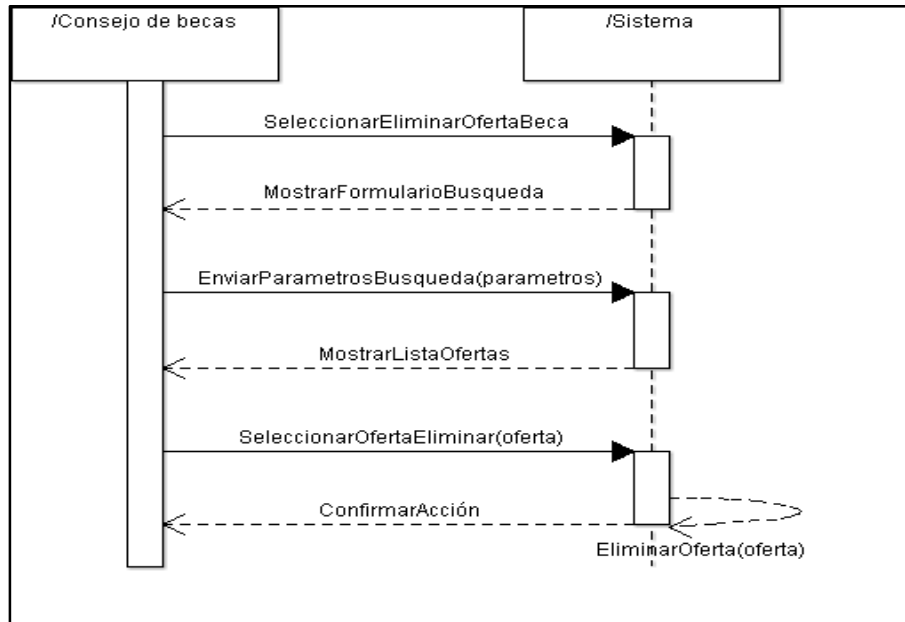 /Consejo de becas
/Sistema
SeleccionarEliminarOfertaBeca
MostrarFormularioBusqueda
EnviarParametrosBusqueda(parametros)
MostrarListaOfertas
SeleccionarOfertaEliminar(oferta)
ConfirmarAcción
EliminarOferta(oferta)